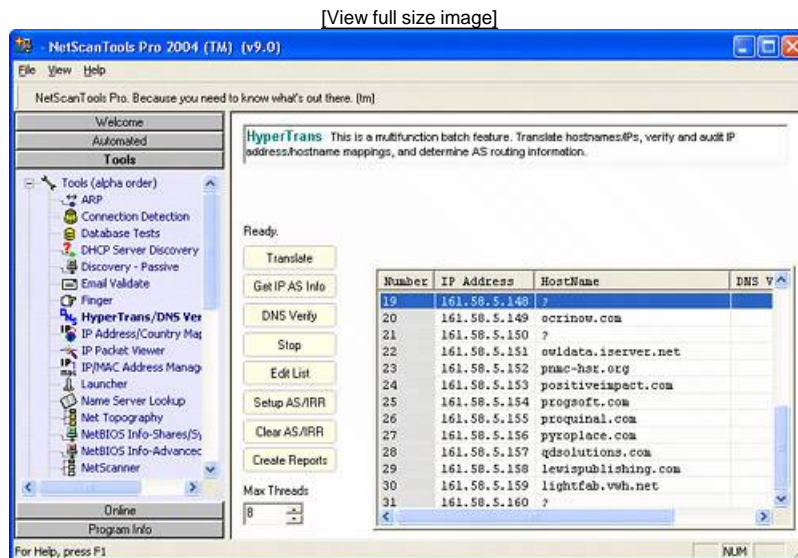 [View full size image]
- NetScanTools Pro 2004 (TM) (v9.0)
File View Help
NetScanTools Pro. Because you need to know what's out there. (tm)
Welcome
Automated
Tools
Tools (alpha order)
ARP
Connection Detection
Database Tests
DHCP Server Discovery
Discovery - Passive
Email Validate
Finger
HyperTrans/DNS Ver
IP Address/Country Map
IP Packet Viewer
IP/MAC Address Manag
Launcher
Name Server Lookup
Net Topography
NetBIOS Info-Shares/Sy
NetBIOS Info-Advanced
NetScanner
Online
Program Info
HyperTrans This is a multifunction batch feature. Translate hostnames/IPs, verify and audit IP
address/hostname mappings, and determine AS routing information.
Ready.
Translate
Get IP AS Info
DNS Verify
Stop
Edit List
Setup AS/IRR
Clear AS/IRR
Create Reports
Max Threads
8
Number IP Address HostName DNS V
19 161.58.5.148 ?
20 161.58.5.149 ocrinow.com
21 161.58.5.150 ?
22 161.58.5.151 owldata.iserver.net
23 161.58.5.152 pnmc-hsr.org
24 161.58.5.153 positiveimpact.com
25 161.58.5.154 progsoft.com
26 161.58.5.155 proquinal.com
27 161.58.5.156 pyroplace.com
28 161.58.5.157 qdsolutions.com
29 161.58.5.158 lewispublishing.com
30 161.58.5.159 lightfab.vwh.net
31 161.58.5.160 ?
For Help, press F1
NUM